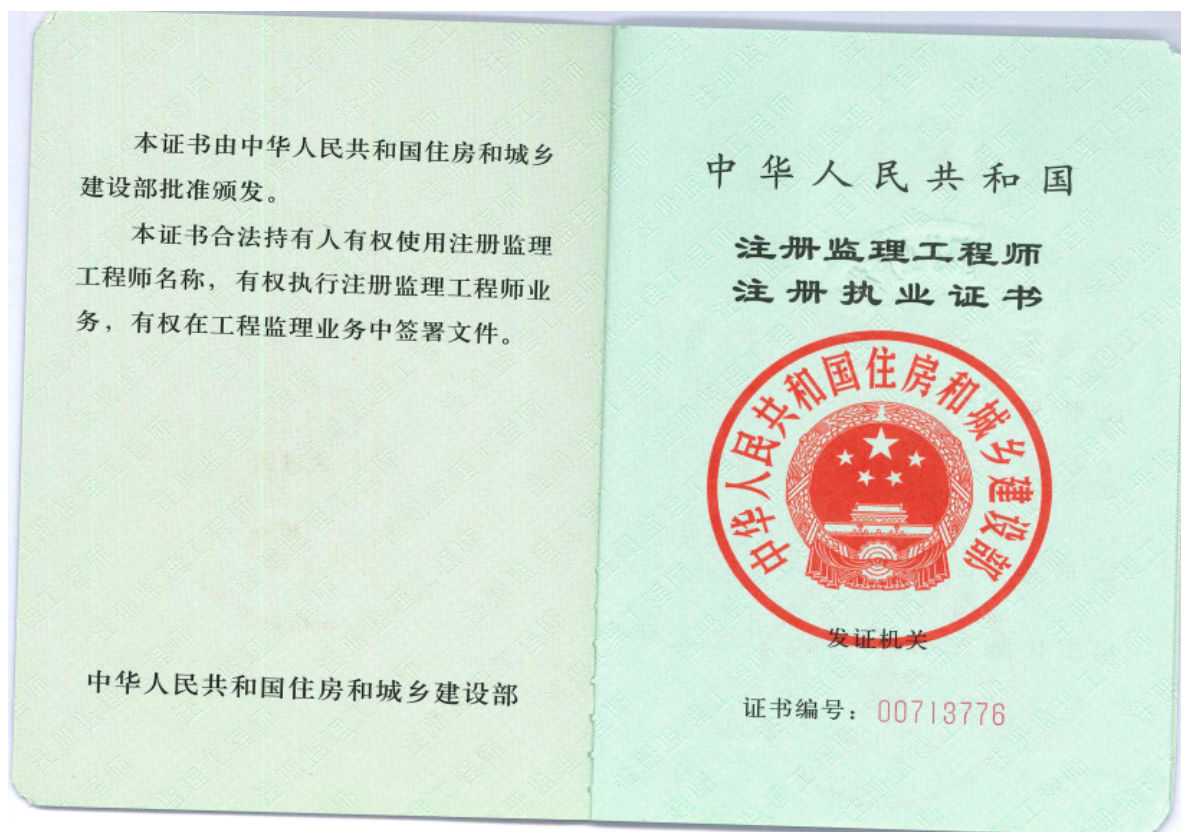 本证书由中华人民共和国住房和城乡
建设部批准颁发。
本证书合法持有人有权使用注册监理
工程师名称，有权执行注册监理工程师业
务，有权在工程监理业务中签署文件。
中华人民共和国住房和城乡建设部
中华人民共和国
注册监理工程师
注册执业证书
中华人民共和国住房和城乡建设部
发证机关
证书编号：00713776